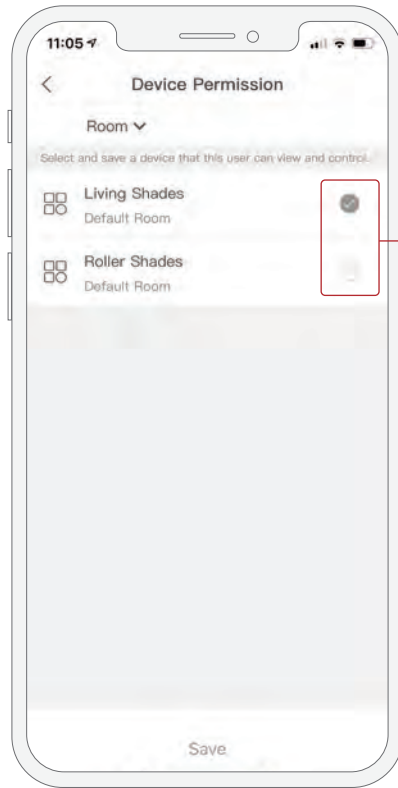 11:05
Device Permission
Room
Select and save a device that this user can view and control.
Living Shades
Default Room
Roller Shades
Default Room
Save